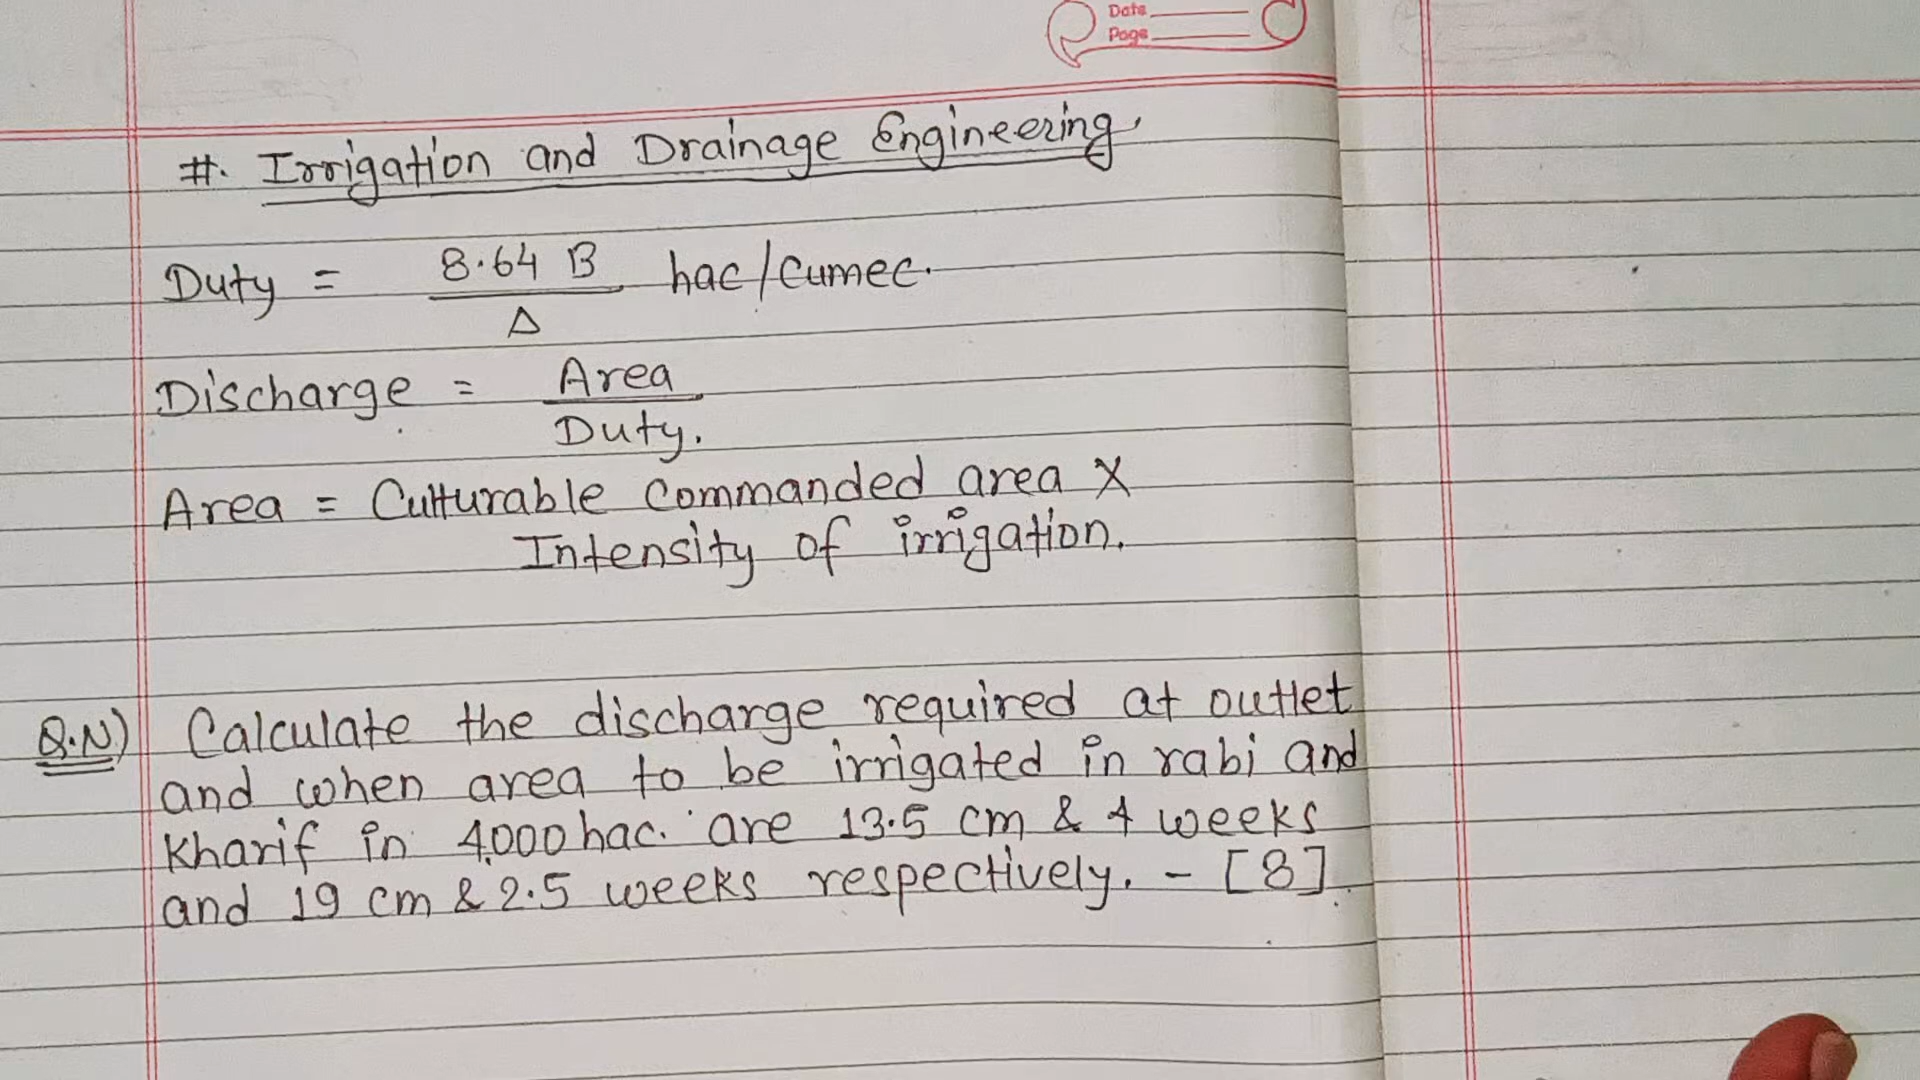 Date
Page
#. Irrigation and Drainage Engineering
Duty = 8.64 B / Δ hac/cumec.
Discharge = Area / Duty.
Area = Culturable commanded area X
Intensity of irrigation.
Q.N) Calculate the discharge required at outlet
and when area to be irrigated in rabi and
Kharif in 4000 hac. are 13.5 cm & 4 weeks
and 19 cm & 2.5 weeks respectively. - [8]